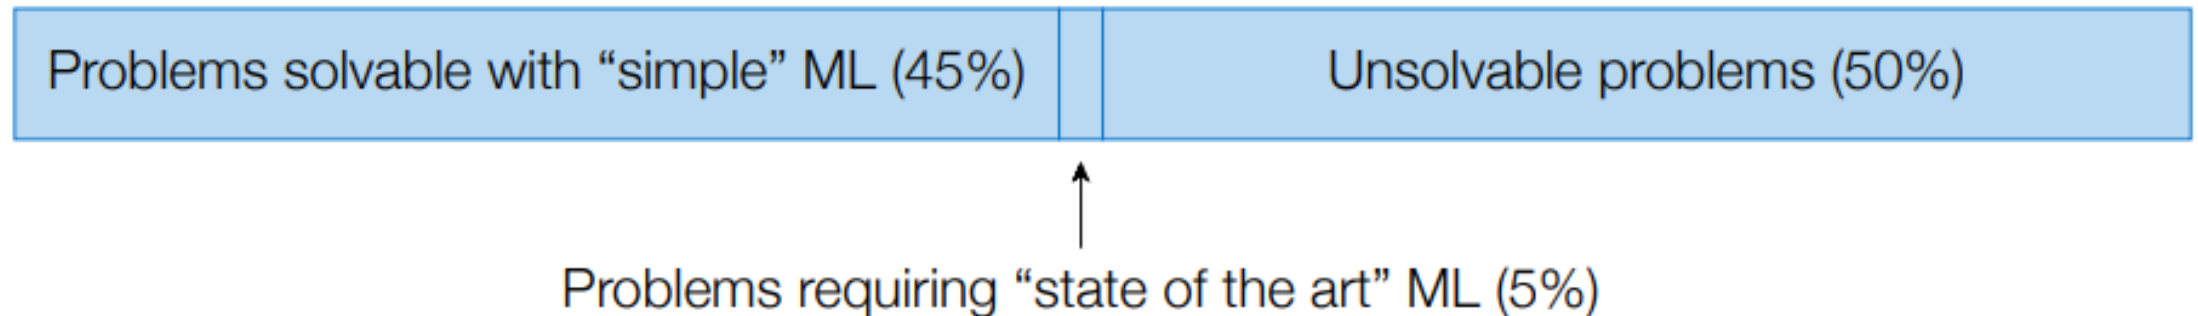 Problems solvable with “simple” ML (45%)
Unsolvable problems (50%)
Problems requiring “state of the art” ML (5%)